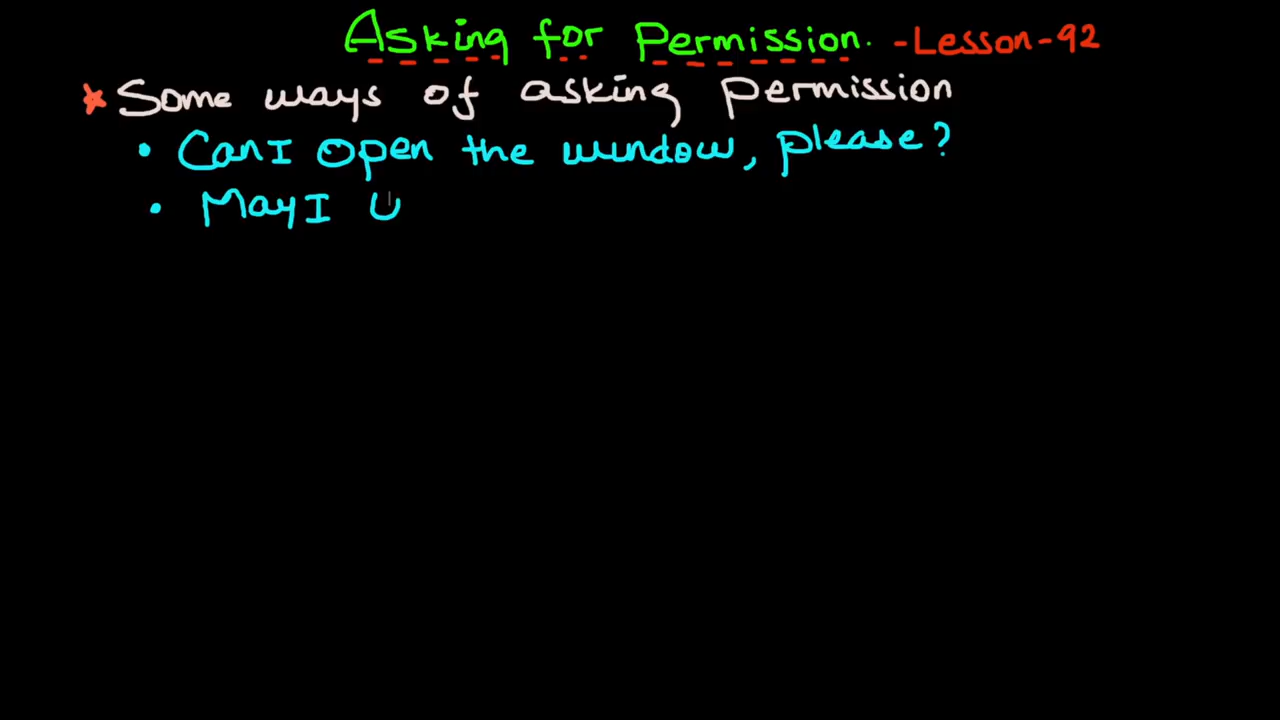 Asking for Permission. -Lesson-92
* Some ways of asking permission
• Can I open the window, please?
• May I u